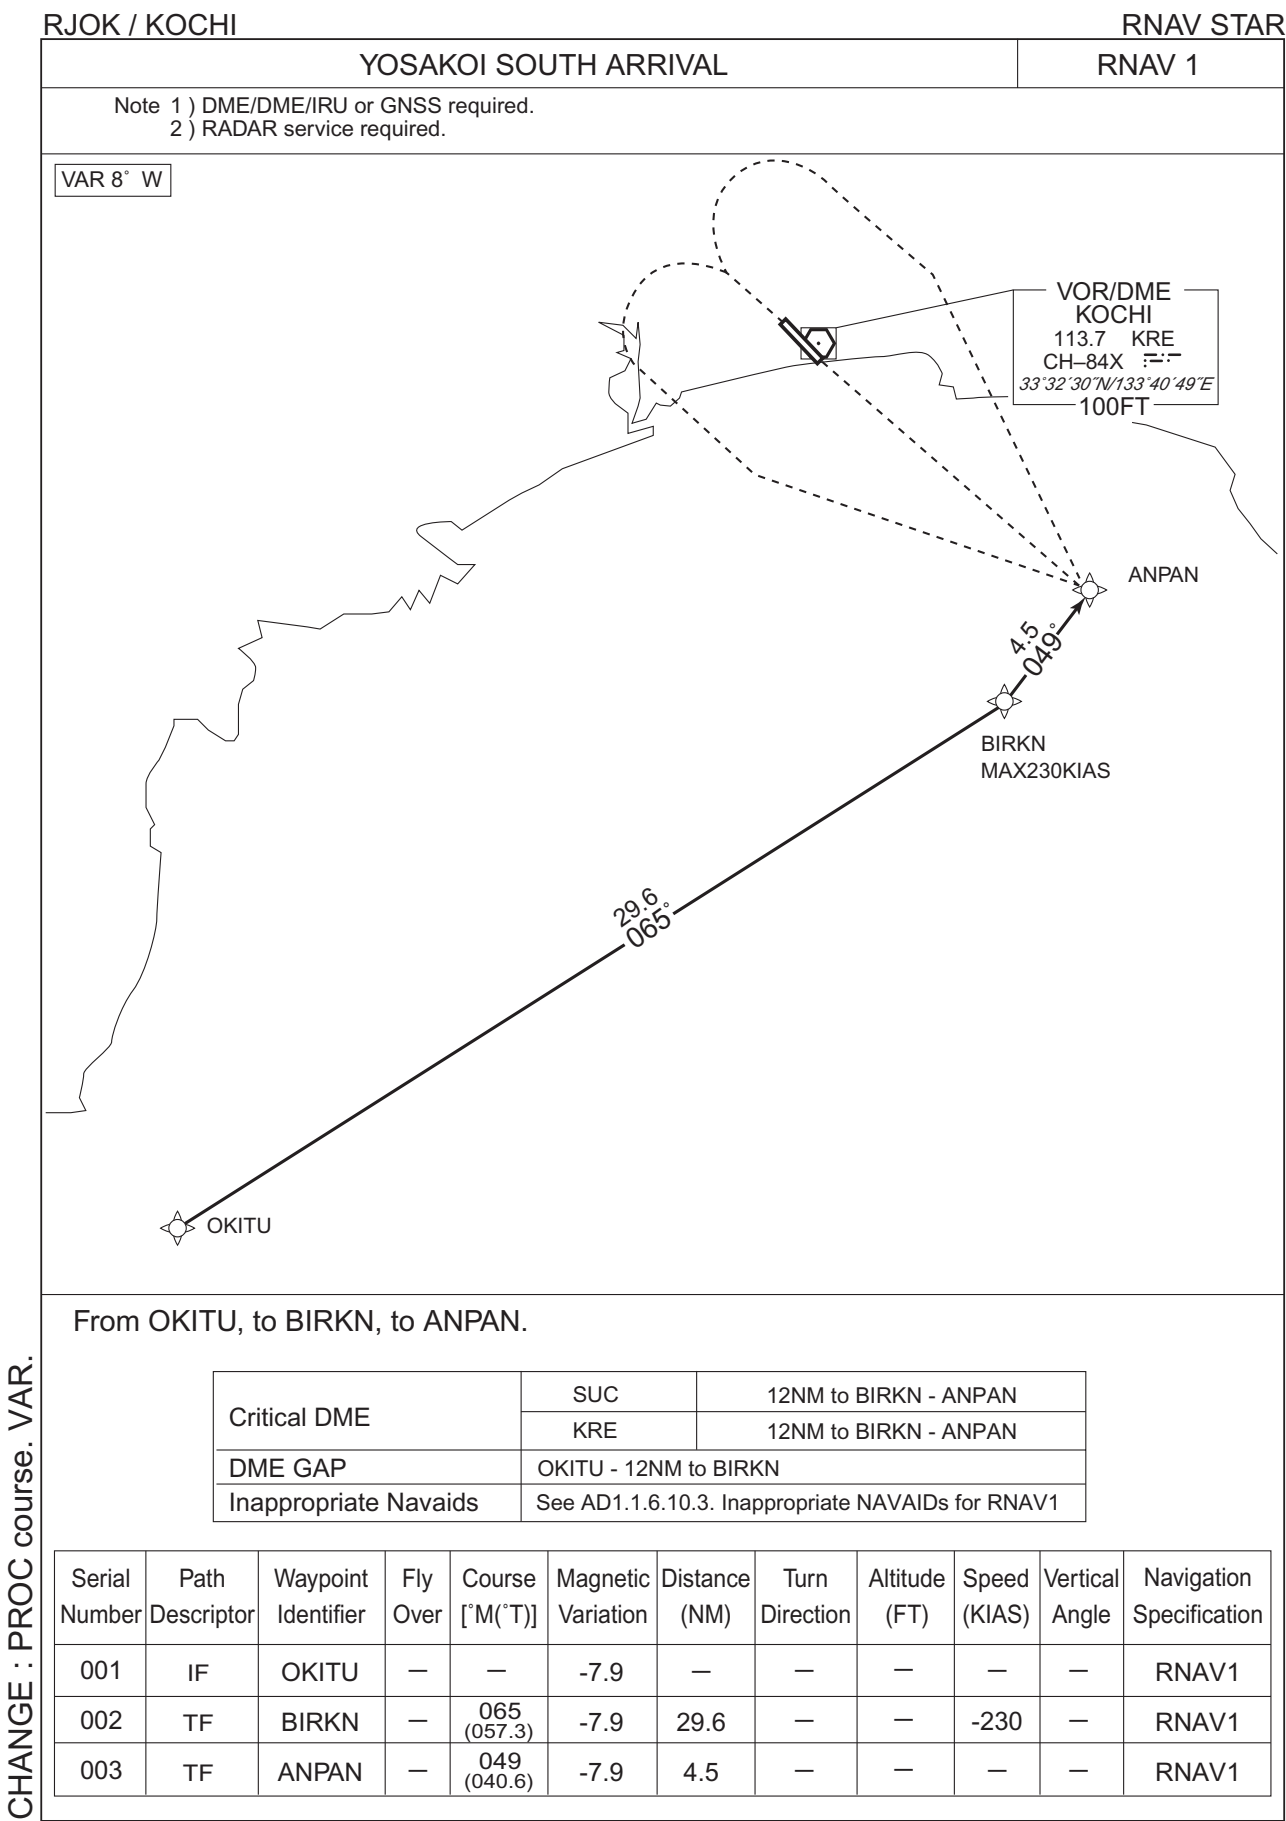 RJOK / KOCHI
RNAV STAR
YOSAKOI SOUTH ARRIVAL
RNAV 1
Note 1 ) DME/DME/IRU or GNSS required.
2 ) RADAR service required.
VAR 8° W
VOR/DME
KOCHI
113.7 KRE
CH–84X
33°32´30˝N/133°40´49˝E
100FT
ANPAN
4.5
049°
BIRKN
MAX230KIAS
29.6
065°
OKITU
From OKITU, to BIRKN, to ANPAN.
Critical DME
SUC 12NM to BIRKN - ANPAN
KRE 12NM to BIRKN - ANPAN
DME GAP OKITU - 12NM to BIRKN
Inappropriate Navaids See AD1.1.6.10.3. Inappropriate NAVAIDs for RNAV1
Serial Path Waypoint Fly Course Magnetic Distance Turn Altitude Speed Vertical Navigation
Number Descriptor Identifier Over [°M(°T)] Variation (NM) Direction (FT) (KIAS) Angle Specification
001 IF OKITU — — -7.9 — — — — — RNAV1
002 TF BIRKN — 065 (057.3) -7.9 29.6 — — -230 — RNAV1
003 TF ANPAN — 049 (040.6) -7.9 4.5 — — — — RNAV1
CHANGE : PROC course. VAR.